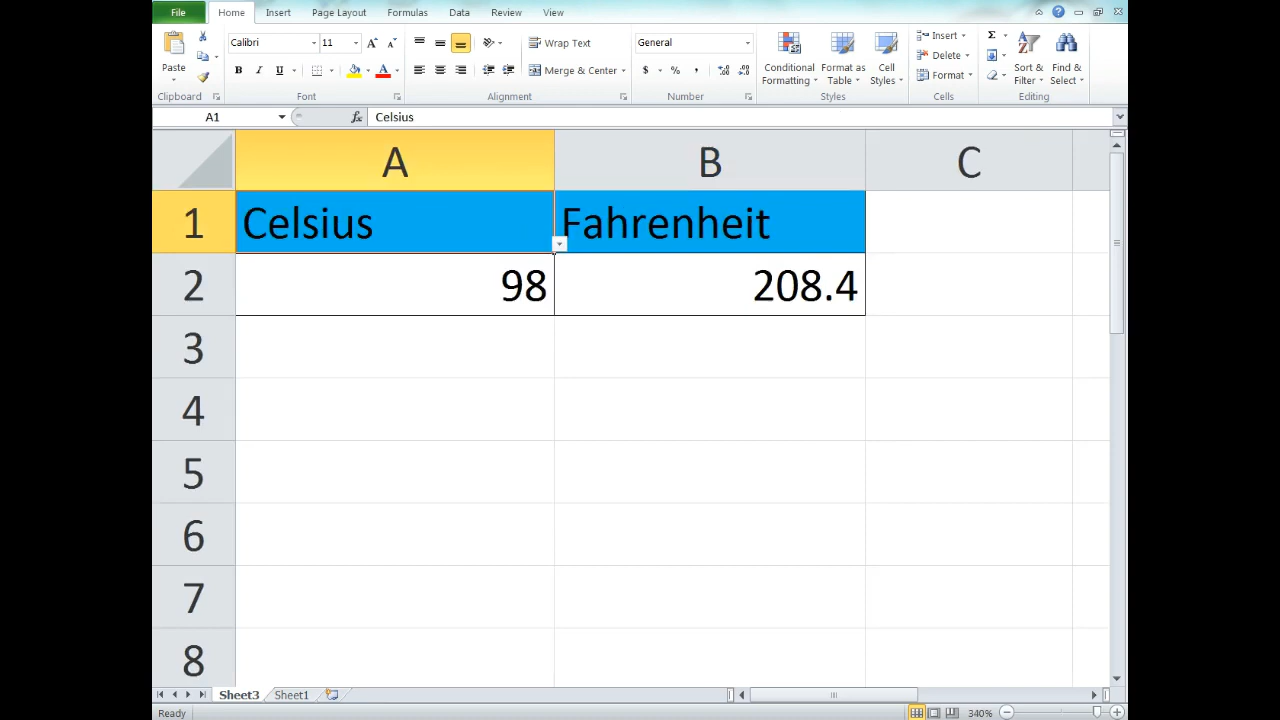 File Home Insert Page Layout Formulas Data Review View
Calibri 11 Wrap Text General Insert
Paste B I U Merge & Center $ % , Conditional Formatting Format as Table Cell Styles Delete Format Sort & Filter Find & Select
Clipboard Font Alignment Number Styles Cells Editing
A1 fx Celsius
A B C
1 Celsius Fahrenheit
2 98 208.4
3
4
5
6
7
8
Sheet3 Sheet1
Ready 340%